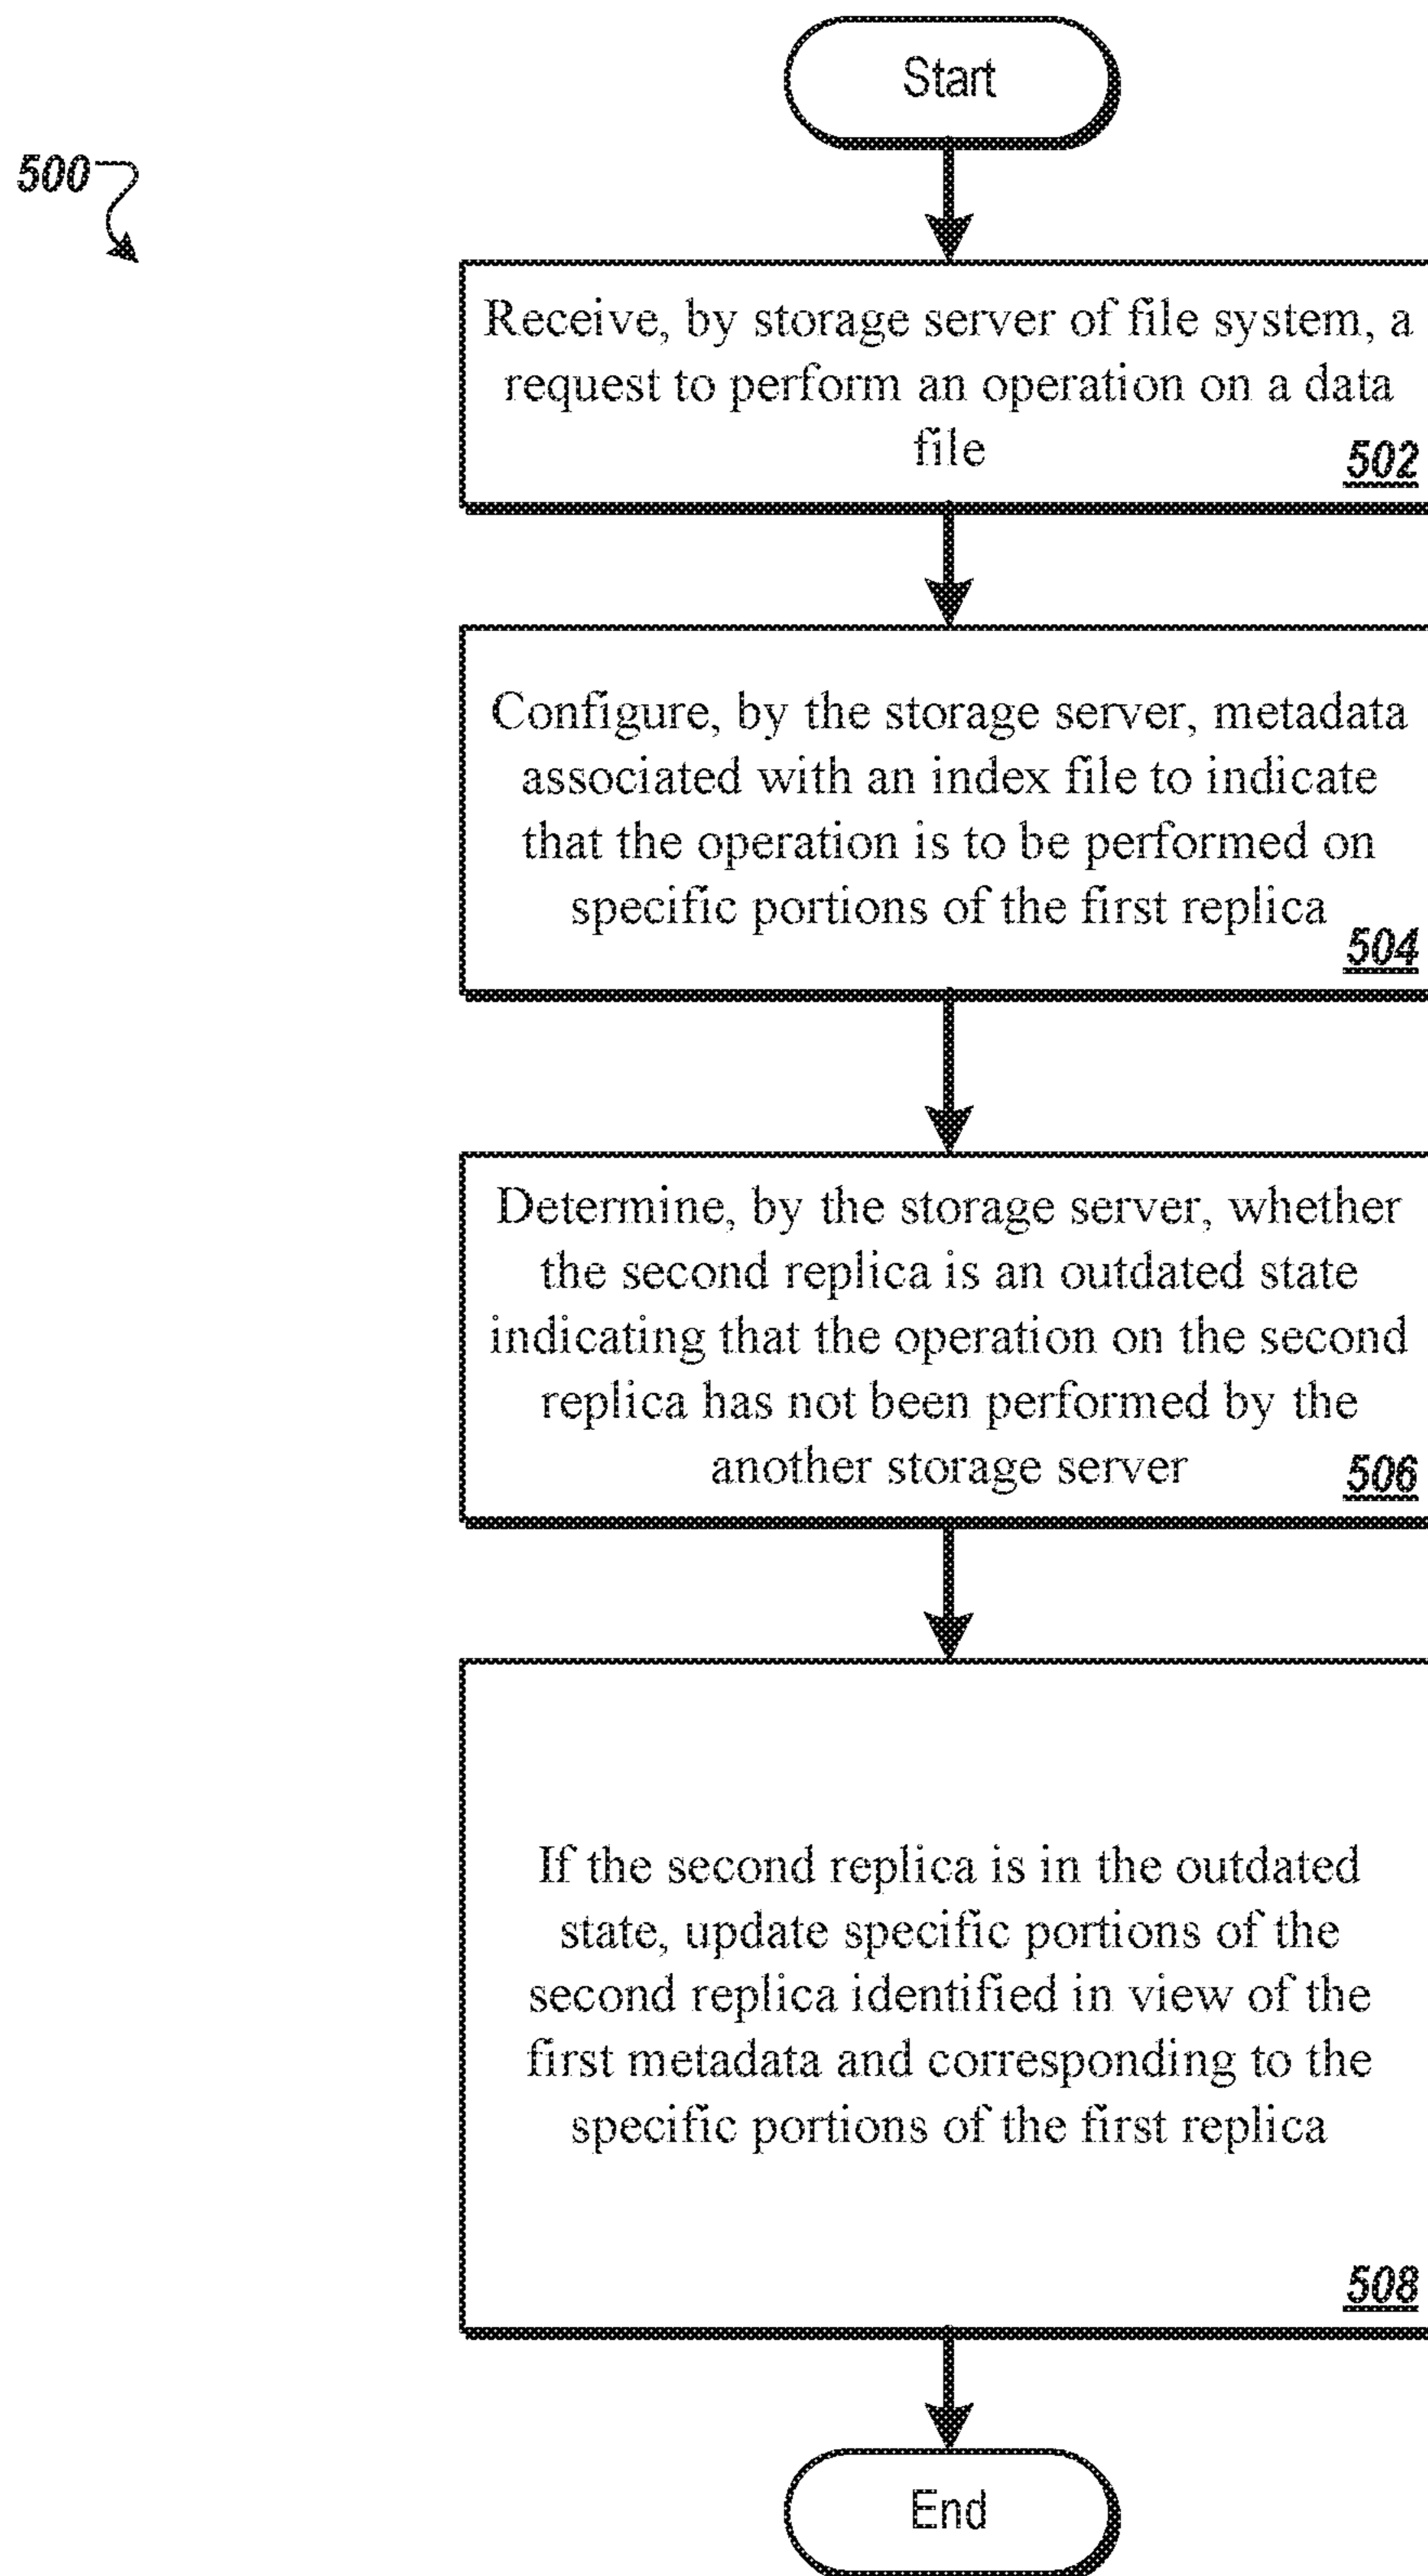 Start
500
Receive, by storage server of file system, a
request to perform an operation on a data
file
502
Configure, by the storage server, metadata
associated with an index file to indicate
that the operation is to be performed on
specific portions of the first replica
504
Determine, by the storage server, whether
the second replica is an outdated state
indicating that the operation on the second
replica has not been performed by the
another storage server
506
If the second replica is in the outdated
state, update specific portions of the
second replica identified in view of the
first metadata and corresponding to the
specific portions of the first replica
508
End